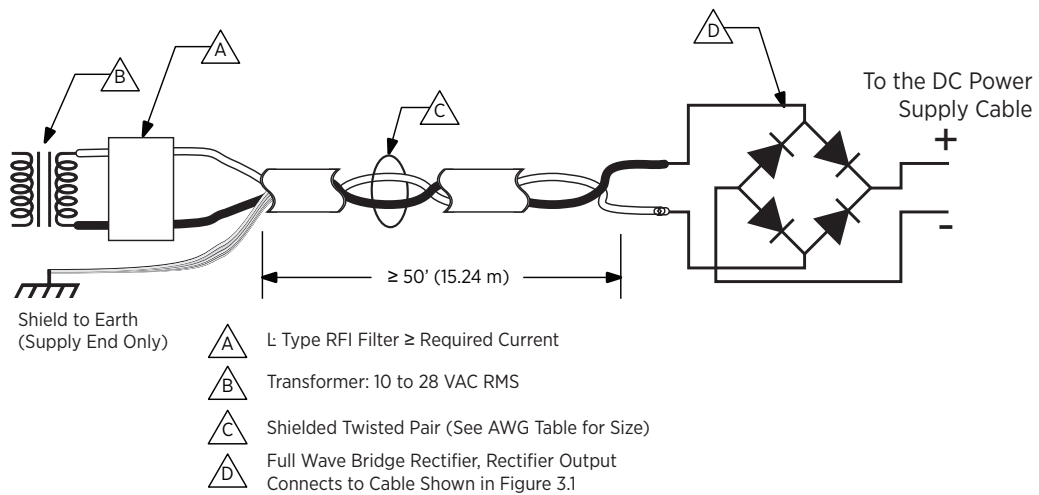 A
B
C
D
To the DC Power
Supply Cable
+
-
≥ 50’ (15.24 m)
Shield to Earth
(Supply End Only)
A L: Type RFI Filter ≥ Required Current
B Transformer: 10 to 28 VAC RMS
C Shielded Twisted Pair (See AWG Table for Size)
D Full Wave Bridge Rectifier, Rectifier Output
Connects to Cable Shown in Figure 3.1